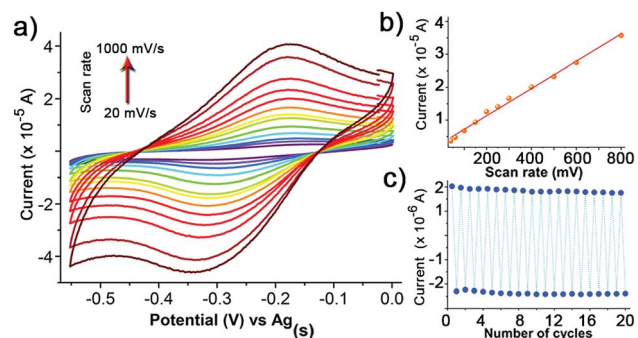 a)
1000 mV/s
Scan rate
20 mV/s
4
2
0
-2
-4
Current (x 10⁻⁵ A)
-0.5
-0.4
-0.3
-0.2
-0.1
0.0
Potential (V) vs Ag(s)
b)
4
3
2
1
Current (x 10⁻⁵ A)
200
400
600
800
Scan rate (mV)
c)
2
1
-1
-2
Current (x 10⁻⁶ A)
0
4
8
12
16
20
Number of cycles